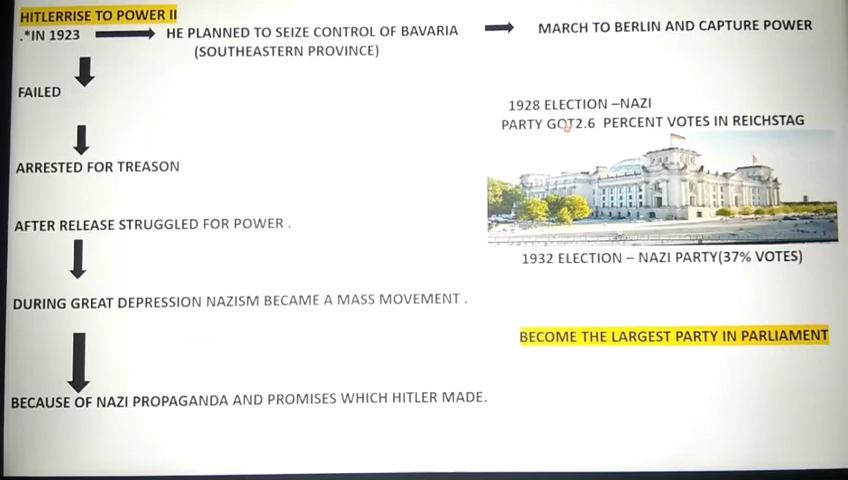 HITLERRISE TO POWER II
.*IN 1923 HE PLANNED TO SEIZE CONTROL OF BAVARIA MARCH TO BERLIN AND CAPTURE POWER
(SOUTHEASTERN PROVINCE)
FAILED
ARRESTED FOR TREASON
AFTER RELEASE STRUGGLED FOR POWER .
DURING GREAT DEPRESSION NAZISM BECAME A MASS MOVEMENT .
BECAUSE OF NAZI PROPAGANDA AND PROMISES WHICH HITLER MADE.
1928 ELECTION –NAZI
PARTY GOT2.6 PERCENT VOTES IN REICHSTAG
1932 ELECTION – NAZI PARTY(37% VOTES)
BECOME THE LARGEST PARTY IN PARLIAMENT